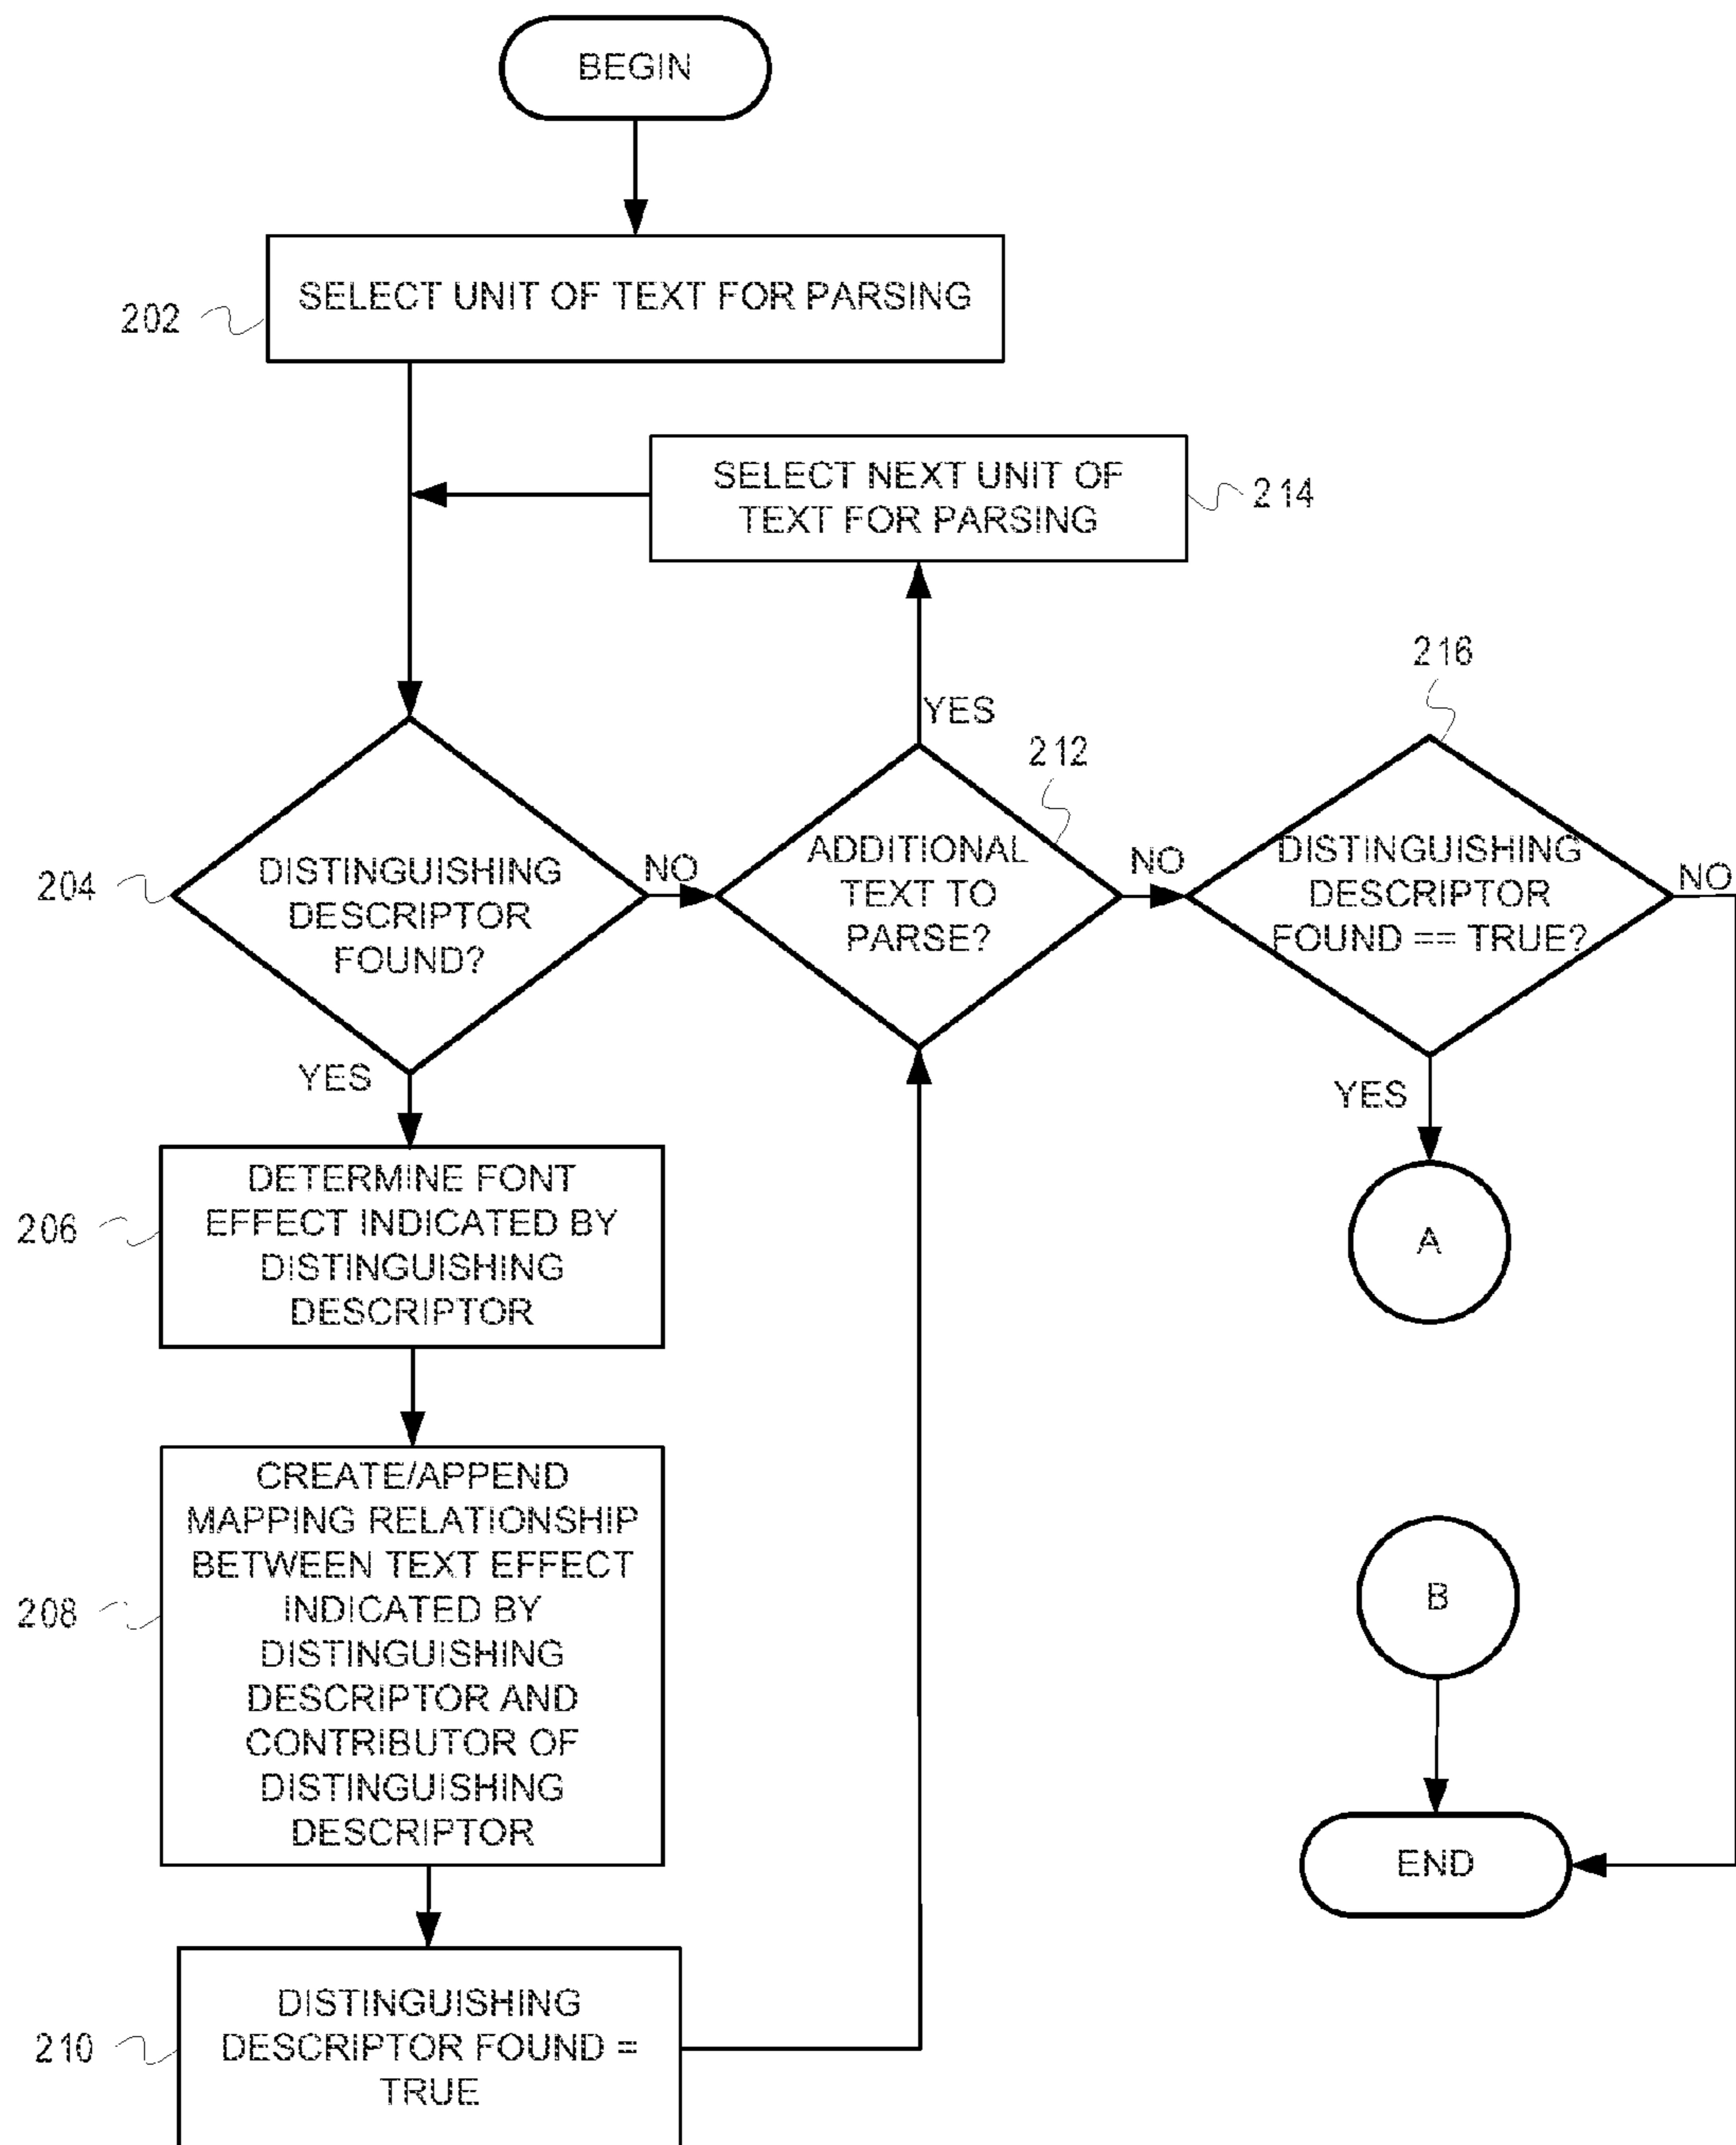 BEGIN
202
SELECT UNIT OF TEXT FOR PARSING
SELECT NEXT UNIT OF
TEXT FOR PARSING
214
204
DISTINGUISHING
DESCRIPTOR
FOUND?
NO
YES
YES
212
ADDITIONAL
TEXT TO
PARSE?
NO
216
DISTINGUISHING
DESCRIPTOR
FOUND == TRUE?
NO
YES
206
DETERMINE FONT
EFFECT INDICATED BY
DISTINGUISHING
DESCRIPTOR
A
208
CREATE/APPEND
MAPPING RELATIONSHIP
BETWEEN TEXT EFFECT
INDICATED BY
DISTINGUISHING
DESCRIPTOR AND
CONTRIBUTOR OF
DISTINGUISHING
DESCRIPTOR
B
END
210
DISTINGUISHING
DESCRIPTOR FOUND =
TRUE